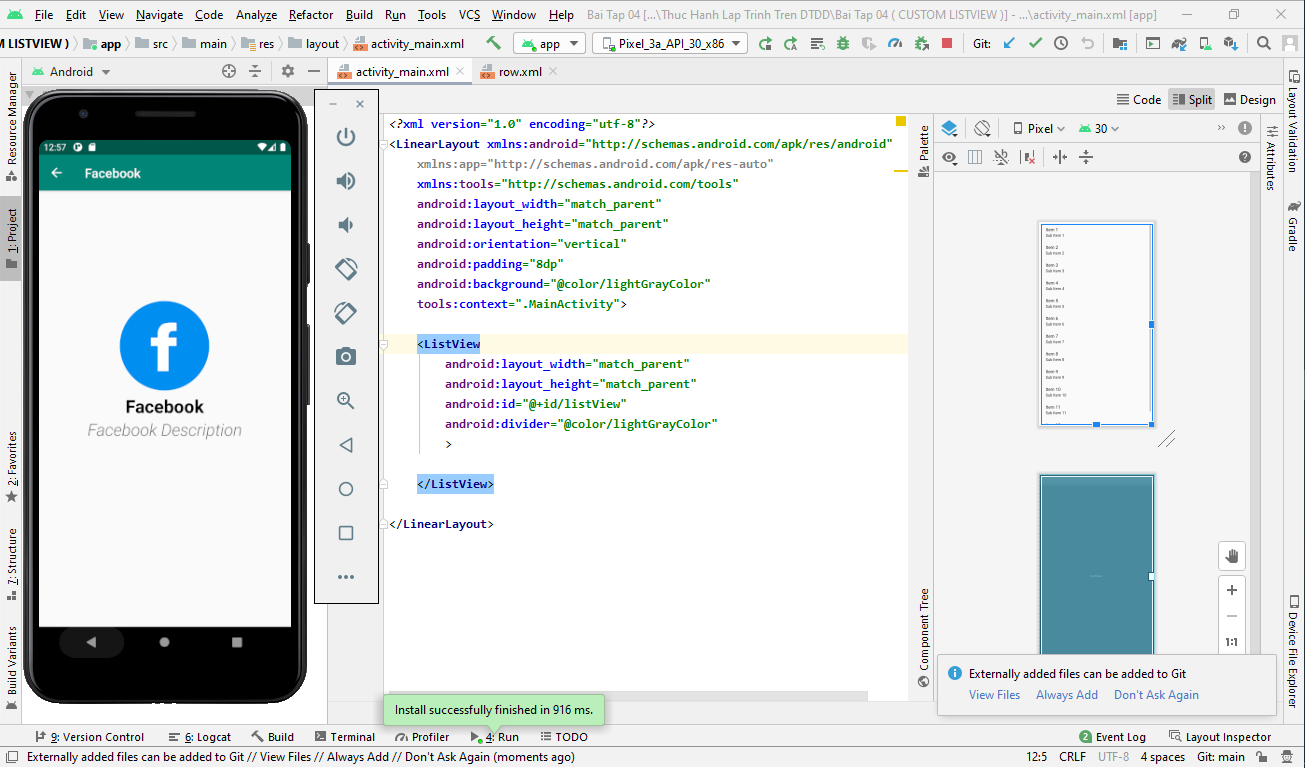 File Edit View Navigate Code Analyze Refactor Build Run Tools VCS Window Help Bai Tap 04 [...\Thuc Hanh Lap Trinh Tren DTDD\Bai Tap 04 ( CUSTOM LISTVIEW )] - ...\activity_main.xml [app]
M LISTVIEW ) app src main res layout activity_main.xml app Pixel_3a_API_30_x86 Git:
Android activity_main.xml row.xml
Code Split Design
Resource Manager
1: Project
2: Favorites
7: Structure
Build Variants
12:57
Facebook
f
Facebook
Facebook Description
<?xml version="1.0" encoding="utf-8"?>
<LinearLayout xmlns:android="http://schemas.android.com/apk/res/android"
xmlns:app="http://schemas.android.com/apk/res-auto"
xmlns:tools="http://schemas.android.com/tools"
android:layout_width="match_parent"
android:layout_height="match_parent"
android:orientation="vertical"
android:padding="8dp"
android:background="@color/lightGrayColor"
tools:context=".MainActivity">
<ListView
android:layout_width="match_parent"
android:layout_height="match_parent"
android:id="@+id/listView"
android:divider="@color/lightGrayColor"
>
</ListView>
</LinearLayout>
Palette
Component Tree
Pixel 30
Item 1
Sub Item 1
Item 2
Sub Item 2
Item 3
Sub Item 3
Item 4
Sub Item 4
Item 5
Sub Item 5
Item 6
Sub Item 6
Item 7
Sub Item 7
Item 8
Sub Item 8
Item 9
Sub Item 9
Item 10
Sub Item 10
Item 11
Sub Item 11
1:1
Layout Validation
Attributes
Gradle
Device File Explorer
Externally added files can be added to Git
View Files Always Add Don't Ask Again
Install successfully finished in 916 ms.
9: Version Control 6: Logcat Build Terminal Profiler 4: Run TODO 2 Event Log Layout Inspector
Externally added files can be added to Git // View Files // Always Add // Don't Ask Again (moments ago) 12:5 CRLF UTF-8 4 spaces Git: main